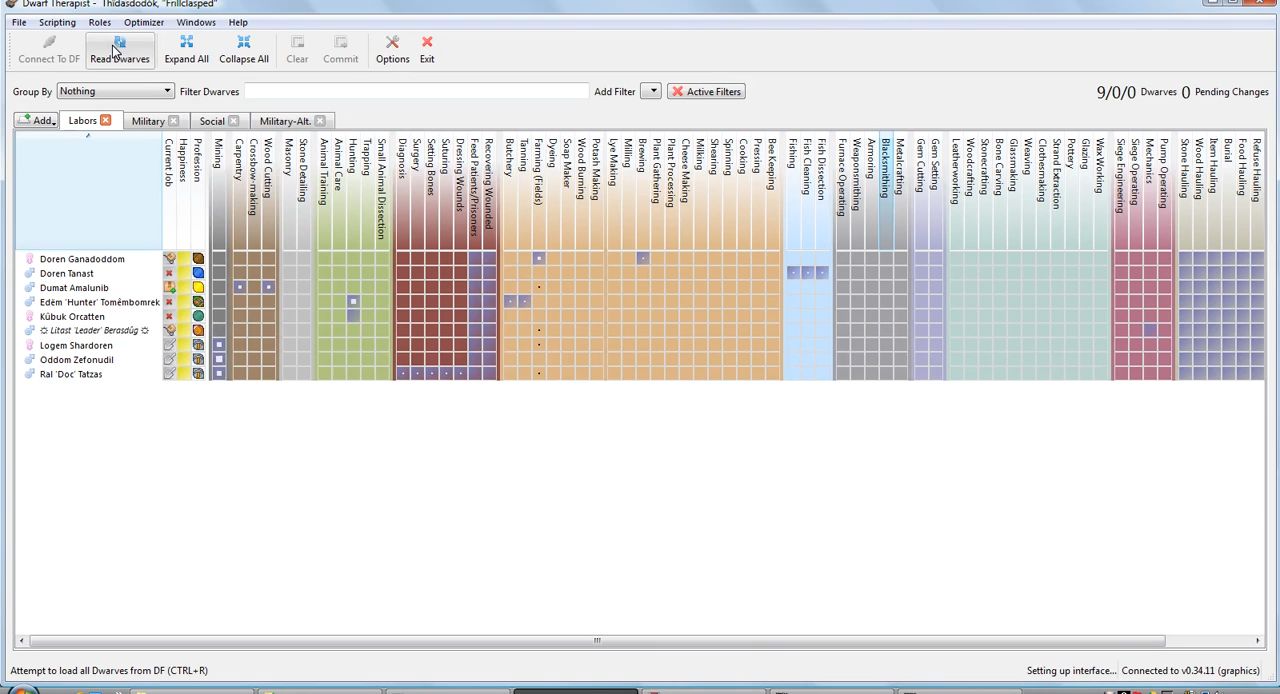 Dwarf Therapist - Thidasdodók, "Frillclasped"
File Scripting Roles Optimizer Windows Help
Connect To DF Read Dwarves Expand All Collapse All Clear Commit Options Exit
Group By Nothing Filter Dwarves Add Filter Active Filters 9/0/0 Dwarves 0 Pending Changes
Add... Labors Military Social Military-Alt.
Current Job
Happiness
Profession
Mining
Carpentry
Crossbow-making
Wood Cutting
Masonry
Stone Detailing
Animal Training
Animal Care
Hunting
Trapping
Small Animal Dissection
Diagnosis
Surgery
Setting Bones
Suturing
Dressing Wounds
Feed Patients/Prisoners
Recovering Wounded
Butchery
Tanning
Farming (Fields)
Dyeing
Soap Maker
Wood Burning
Potash Making
Lye Making
Milling
Brewing
Plant Gathering
Plant Processing
Cheese Making
Milking
Shearing
Spinning
Cooking
Pressing
Bee Keeping
Fishing
Fish Cleaning
Fish Dissection
Furnace Operating
Weaponsmithing
Armoring
Blacksmithing
Metalcrafting
Gem Cutting
Gem Setting
Leatherworking
Woodcrafting
Stonecrafting
Bone Carving
Glassmaking
Weaving
Clothesmaking
Strand Extraction
Pottery
Glazing
Wax Working
Siege Engineering
Siege Operating
Mechanics
Pump Operating
Stone Hauling
Wood Hauling
Item Hauling
Burial
Food Hauling
Refuse Hauling
Doren Ganadoddom
Doren Tanast
Dumat Amalunib
Edëm 'Hunter' Tomêmbomrek
Kûbuk Orcatten
☼ Litast 'Leader' Berasdûg ☼
Logem Shardoren
Oddom Zefonudil
Ral 'Doc' Tatzas
Attempt to load all Dwarves from DF (CTRL+R) Setting up interface... Connected to v0.34.11 (graphics)